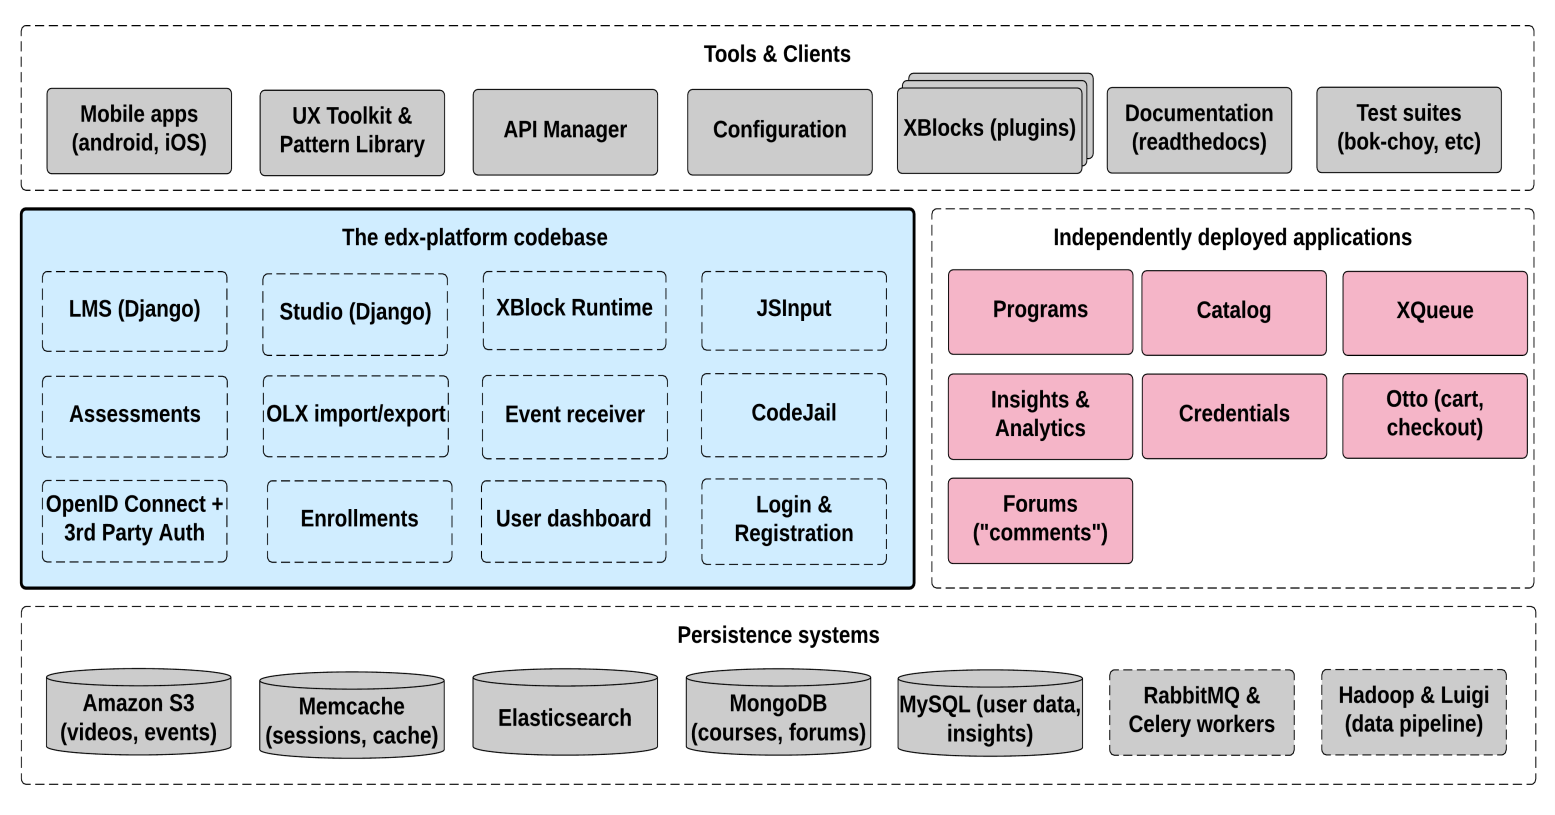 Tools & Clients
Mobile apps
(android, iOS)
UX Toolkit &
Pattern Library
API Manager
Configuration
XBlocks (plugins)
Documentation
(readthedocs)
Test suites
(bok-choy, etc)
The edx-platform codebase
LMS (Django)
Studio (Django)
XBlock Runtime
JSInput
Assessments
OLX import/export
Event receiver
CodeJail
OpenID Connect +
3rd Party Auth
Enrollments
User dashboard
Login &
Registration
Independently deployed applications
Programs
Catalog
XQueue
Insights &
Analytics
Credentials
Otto (cart,
checkout)
Forums
("comments")
Persistence systems
Amazon S3
(videos, events)
Memcache
(sessions, cache)
Elasticsearch
MongoDB
(courses, forums)
MySQL (user data,
insights)
RabbitMQ &
Celery workers
Hadoop & Luigi
(data pipeline)